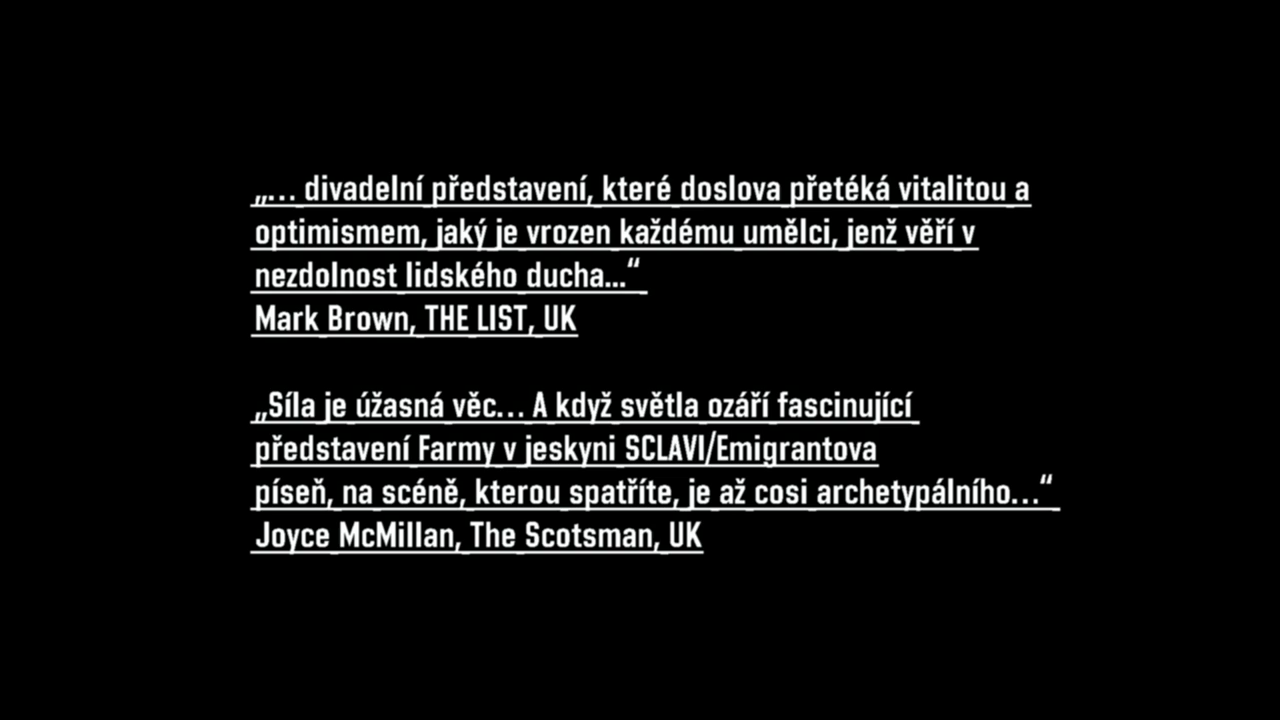 „… divadelní představení, které doslova přetéká vitalitou a
optimismem, jaký je vrozen každému umělci, jenž věří v
nezdolnost lidského ducha...“
Mark Brown, THE LIST, UK
„Síla je úžasná věc… A když světla ozáří fascinující
představení Farmy v jeskyni SCLAVI/Emigrantova
píseň, na scéně, kterou spatříte, je až cosi archetypálního…“
Joyce McMillan, The Scotsman, UK